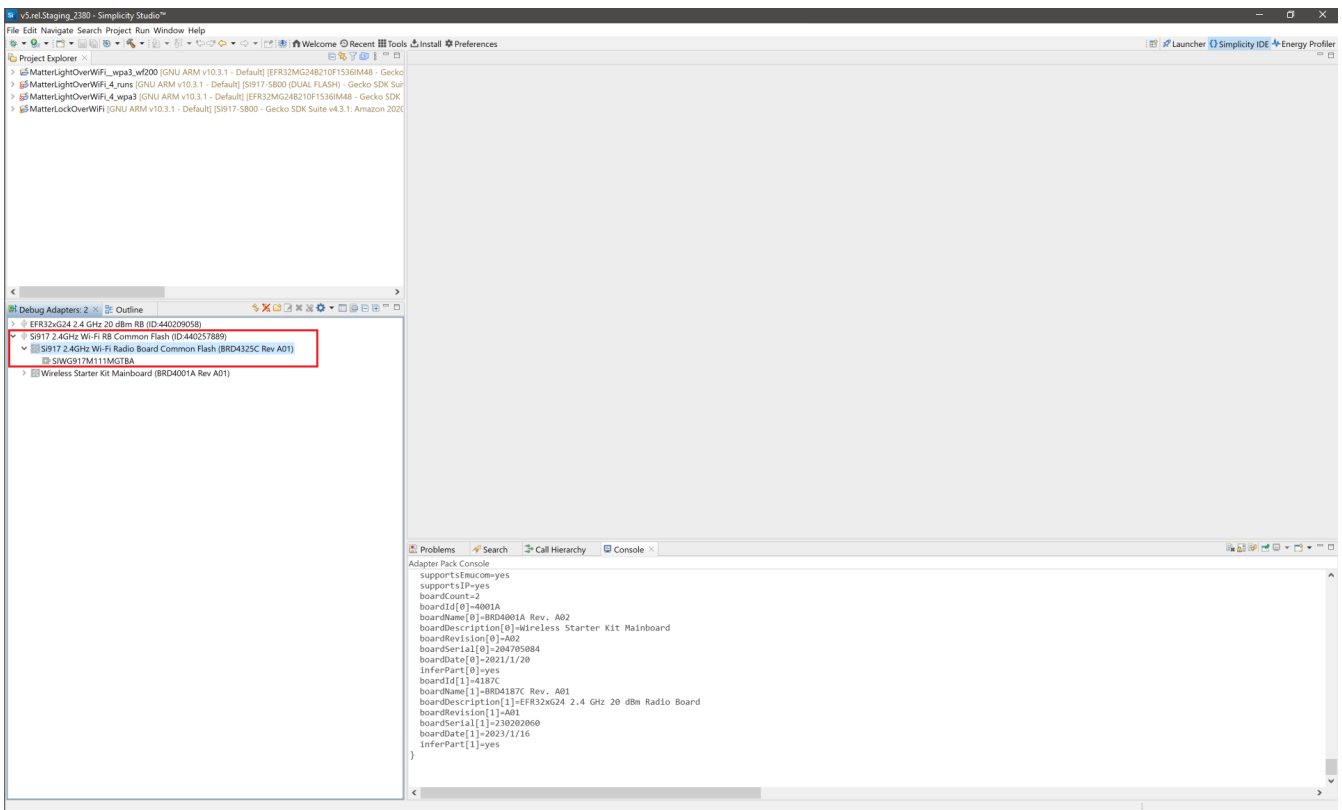 v5.rel.Staging_2380 - Simplicity Studio™
File Edit Navigate Search Project Run Window Help
Welcome Recent Tools Install Preferences
Launcher Simplicity IDE Energy Profiler
Project Explorer
MatterLightOverWiFi__wpa3_wf200 [GNU ARM v10.3.1 - Default] [EFR32MG24B210F1536IM48 - Gecko
MatterLightOverWiFi_4_runs [GNU ARM v10.3.1 - Default] [SI917-SB00 (DUAL FLASH) - Gecko SDK Suit
MatterLightOverWiFi_4_wpa3 [GNU ARM v10.3.1 - Default] [EFR32MG24B210F1536IM48 - Gecko SDK
MatterLockOverWiFi [GNU ARM v10.3.1 - Default] [SI917-SB00 - Gecko SDK Suite v4.3.1: Amazon 2020
Debug Adapters: 2 Outline
EFR32xG24 2.4 GHz 20 dBm RB (ID:440209058)
Si917 2.4GHz Wi-Fi RB Common Flash (ID:440257889)
Si917 2.4GHz Wi-Fi Radio Board Common Flash (BRD4325C Rev A01)
SIWG917M111MGTBA
Wireless Starter Kit Mainboard (BRD4001A Rev A01)
Problems Search Call Hierarchy Console
Adapter Pack Console
supportsEmucom=yes
supportsIP=yes
boardCount=2
boardId[0]=4001A
boardName[0]=BRD4001A Rev. A02
boardDescription[0]=Wireless Starter Kit Mainboard
boardRevision[0]=A02
boardSerial[0]=204705084
boardDate[0]=2021/1/20
inferPart[0]=yes
boardId[1]=4187C
boardName[1]=BRD4187C Rev. A01
boardDescription[1]=EFR32xG24 2.4 GHz 20 dBm Radio Board
boardRevision[1]=A01
boardSerial[1]=230202060
boardDate[1]=2023/1/16
inferPart[1]=yes
}